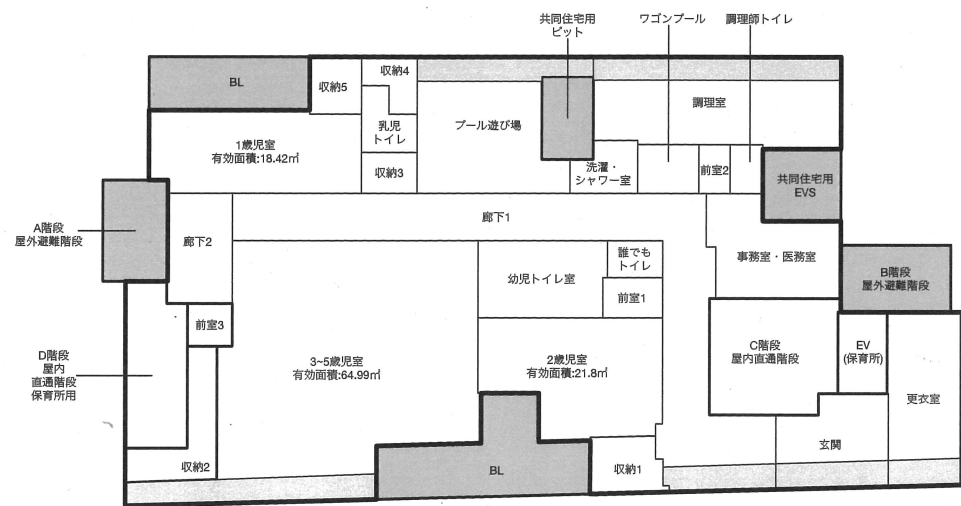 共同住宅用
ピット
ワゴンプール
調理師トイレ
BL
収納5
収納4
調理室
プール遊び場
乳児
トイレ
1歳児室
有効面積:18.42㎡
収納3
洗濯・
シャワー室
前室2
共同住宅用
EVS
A階段
屋外避難階段
廊下2
廊下1
事務室・医務室
誰でも
トイレ
幼児トイレ室
前室1
B階段
屋外避難階段
前室3
D階段
屋内
直通階段
保育所用
3~5歳児室
有効面積:64.99㎡
2歳児室
有効面積:21.8㎡
C階段
屋内直通階段
EV
(保育所)
更衣室
玄関
収納2
BL
収納1